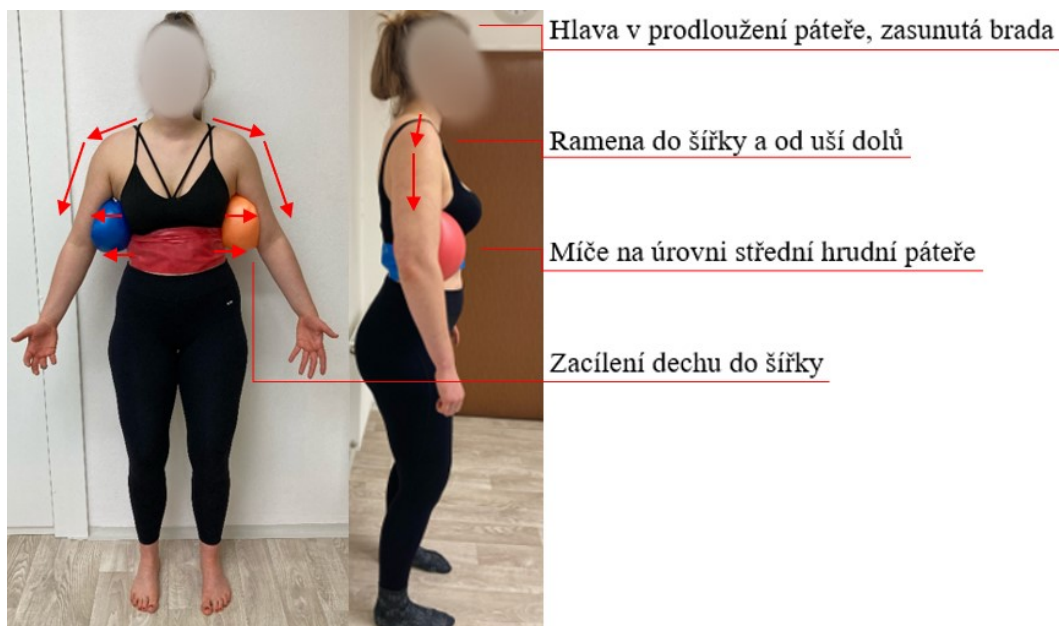 Hlava v prodloužení páteře, zasunutá brada
Ramena do šířky a od uší dolů
Míče na úrovni střední hrudní páteře
Zacílení dechu do šířky